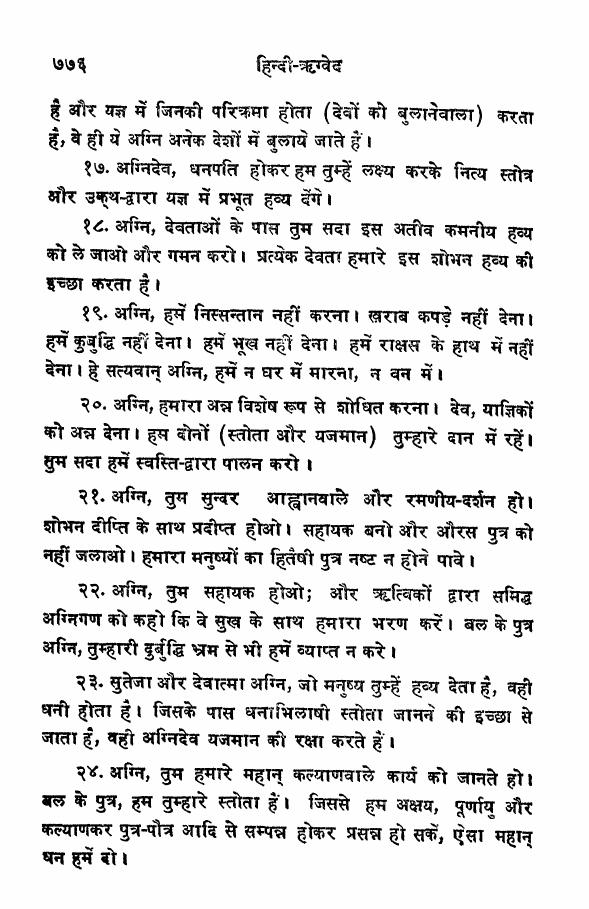 ७७६ हिन्दी-ऋग्वेद
है और यज्ञ में जिनकी परिक्रमा होता (देवों को बुलानेवाला) करता
है, वे ही ये अग्नि अनेक देशों में बुलाये जाते हैं।
१७. अग्निदेव, धनपति होकर हम तुम्हें लक्ष्य करके नित्य स्तोत्र
और उक्थ-द्वारा यज्ञ में प्रभूत हव्य देंगे।
१८. अग्नि, देवताओं के पास तुम सदा इस अतीव कमनीय हव्य
को ले जाओ और गमन करो। प्रत्येक देवता हमारे इस शोभन हव्य की
इच्छा करता है।
१९. अग्नि, हमें निस्सन्तान नहीं करना। खराब कपड़े नहीं देना।
हमें कुबुद्धि नहीं देना। हमें भूख नहीं देना। हमें राक्षस के हाथ में नहीं
देना। हे सत्यवान् अग्नि, हमें न घर में मारना, न वन में।
२०. अग्नि, हमारा अन्न विशेष रूप से शोधित करना। देव, याज्ञिकों
को अन्न देना। हम दोनों (स्तोता और यजमान) तुम्हारे दान में रहें।
तुम सदा हमें स्वस्ति-द्वारा पालन करो।
२१. अग्नि, तुम सुन्दर आह्वानवाले और रमणीय-दर्शन हो।
शोभन दीप्ति के साथ प्रदीप्त होओ। सहायक बनो और औरस पुत्र को
नहीं जलाओ। हमारा मनुष्यों का हितैषी पुत्र नष्ट न होने पावे।
२२. अग्नि, तुम सहायक होओ; और ऋत्विकों द्वारा समिद्ध
अग्निगण को कहो कि वे सुख के साथ हमारा भरण करें। बल के पुत्र
अग्नि, तुम्हारी दुर्बुद्धि भ्रम से भी हमें व्याप्त न करे।
२३. सुतेजा और देवात्मा अग्नि, जो मनुष्य तुम्हें हव्य देता है, वही
धनी होता है। जिसके पास धनाभिलाषी स्तोता जानने की इच्छा से
जाता है, वही अग्निदेव यजमान की रक्षा करते हैं।
२४. अग्नि, तुम हमारे महान् कल्याणवाले कार्य को जानते हो।
बल के पुत्र, हम तुम्हारे स्तोता हैं। जिससे हम अक्षय, पूर्णायु और
कल्याणकर पुत्र-पौत्र आदि से सम्पन्न होकर प्रसन्न हो सकें, ऐसा महान्
धन हमें दो।